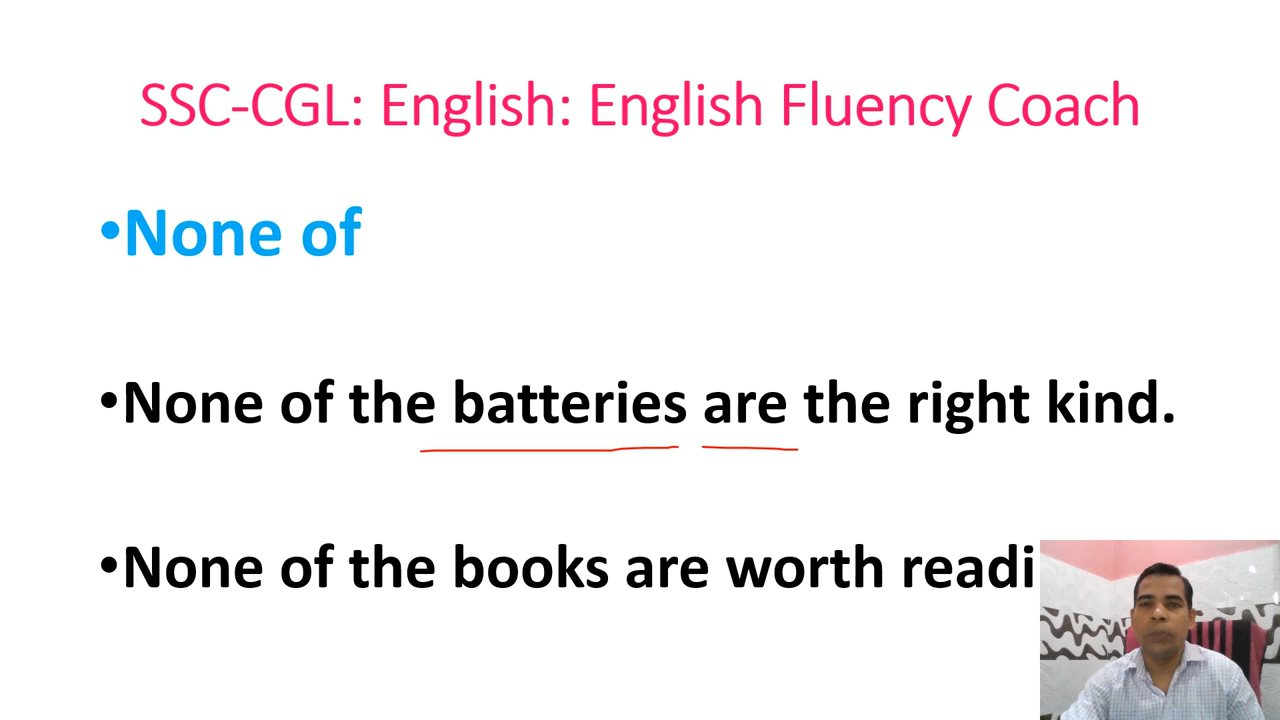 SSC-CGL: English: English Fluency Coach
•None of
•None of the batteries are the right kind.
•None of the books are worth readi